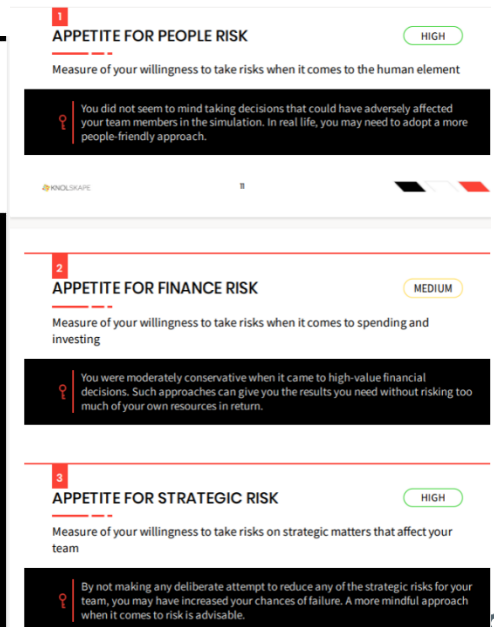 1
APPETITE FOR PEOPLE RISK
HIGH
Measure of your willingness to take risks when it comes to the human element
You did not seem to mind taking decisions that could have adversely affected
your team members in the simulation. In real life, you may need to adopt a more
people-friendly approach.
KNOLSKAPE
2
APPETITE FOR FINANCE RISK
MEDIUM
Measure of your willingness to take risks when it comes to spending and
investing
You were moderately conservative when it came to high-value financial
decisions. Such approaches can give you the results you need without risking too
much of your own resources in return.
3
APPETITE FOR STRATEGIC RISK
HIGH
Measure of your willingness to take risks on strategic matters that affect your
team
By not making any deliberate attempt to reduce any of the strategic risks for your
team, you may have increased your chances of failure. A more mindful approach
when it comes to risk is advisable.